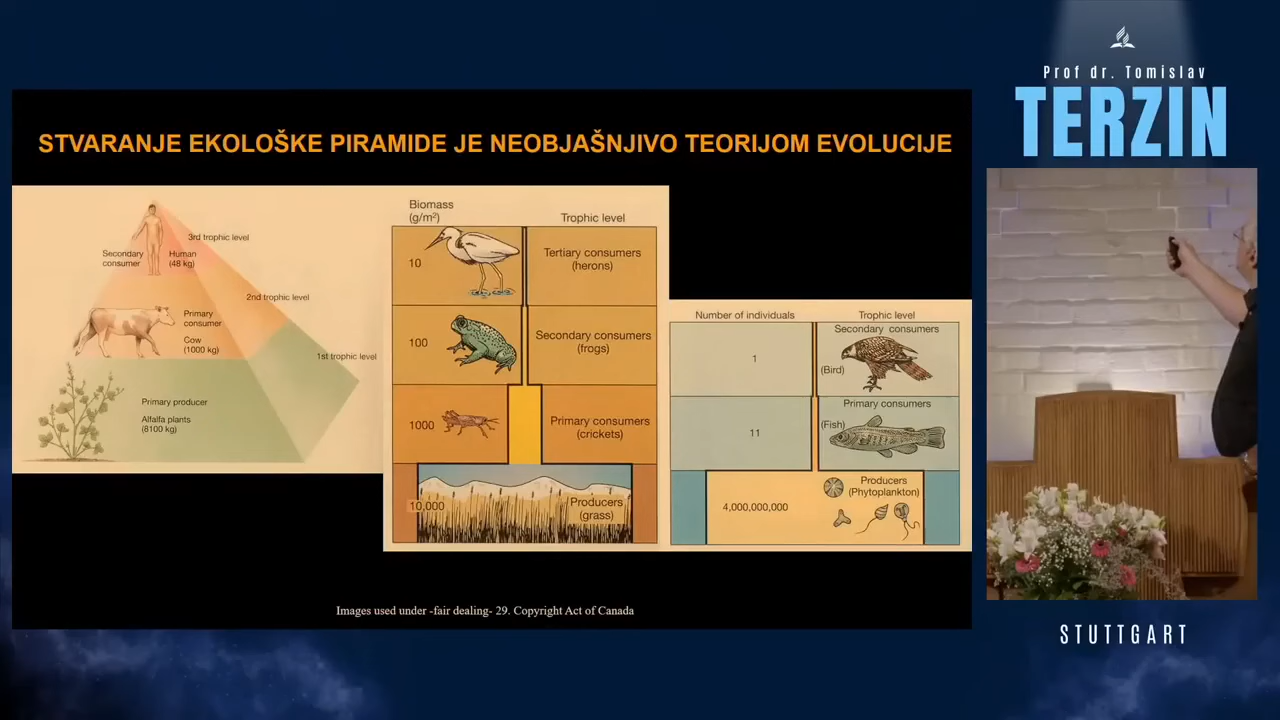 Prof dr. Tomislav
TERZIN
STVARANJE EKOLOŠKE PIRAMIDE JE NEOBJAŠNJIVO TEORIJOM EVOLUCIJE
3rd trophic level
Secondary
consumer
Human
(48 kg)
2nd trophic level
Primary
consumer
Cow
(1000 kg)
1st trophic level
Primary producer
Alfalfa plants
(8100 kg)
Biomass
(g/m²)
Trophic level
10
Tertiary consumers
(herons)
100
Secondary consumers
(frogs)
1000
Primary consumers
(crickets)
10,000
Producers
(grass)
Number of individuals
Trophic level
1
Secondary consumers
(Bird)
11
Primary consumers
(Fish)
4,000,000,000
Producers
(Phytoplankton)
Images used under -fair dealing- 29. Copyright Act of Canada
STUTTGART